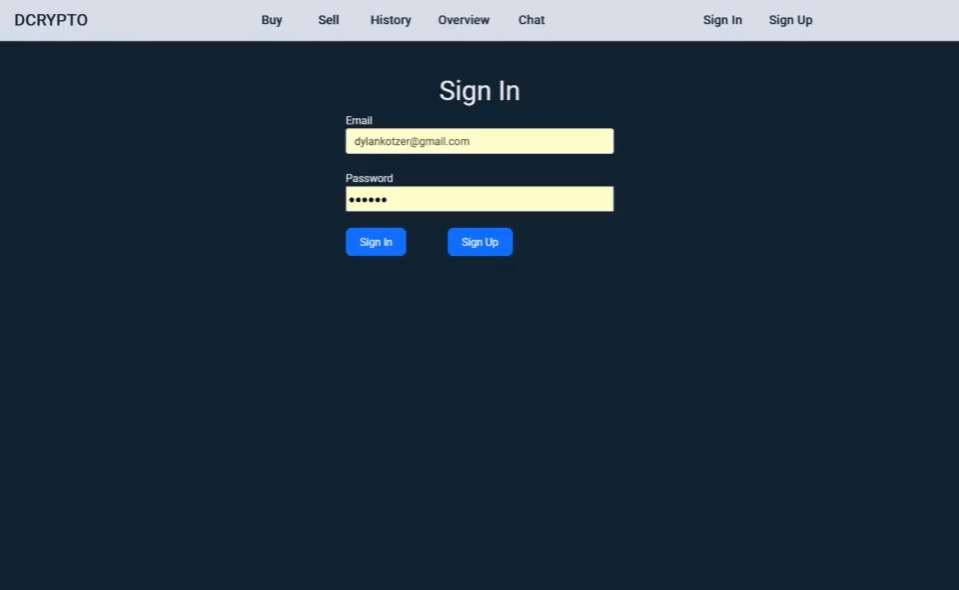 DCRYPTO Buy Sell History Overview Chat Sign In Sign Up
Sign In
Email
dylankotzer@gmail.com
Password
••••••
Sign In Sign Up